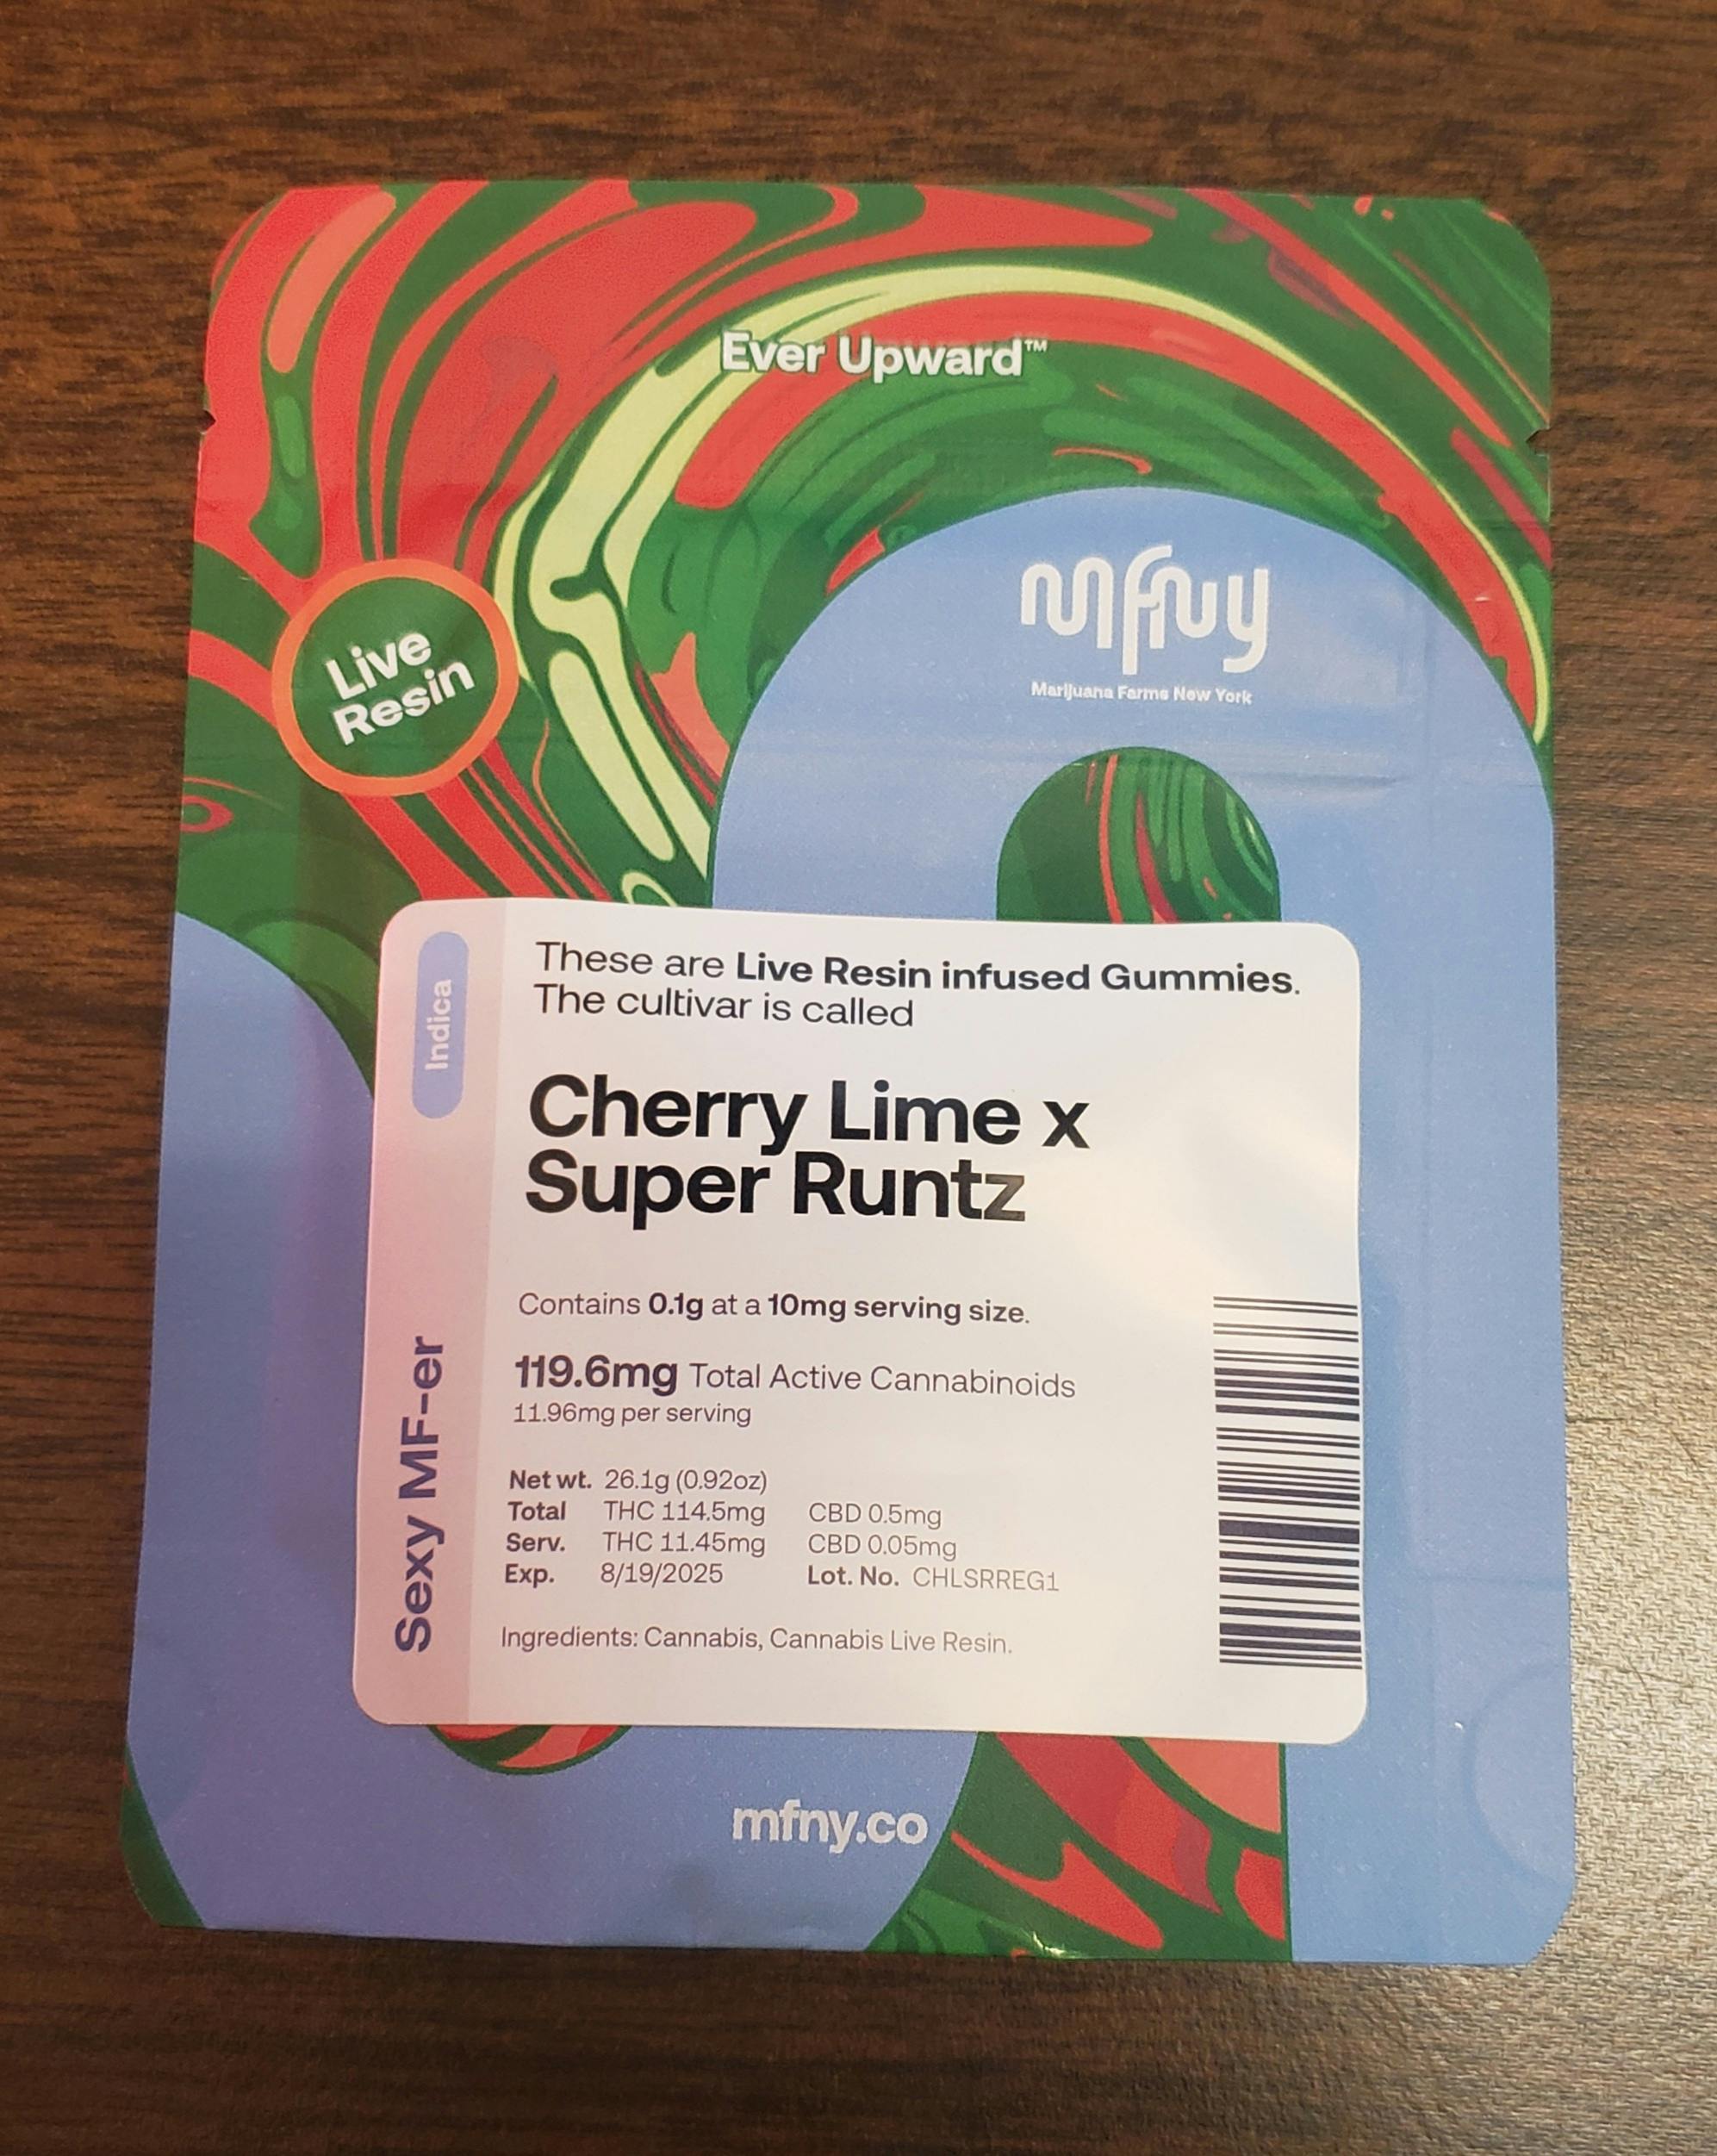 Ever Upward™
mfny
Marijuana Farms New York
Live
Resin
Indica
Sexy MF-er
These are Live Resin infused Gummies.
The cultivar is called
Cherry Lime x
Super Runtz
Contains 0.1g at a 10mg serving size.
119.6mg Total Active Cannabinoids
11.96mg per serving
Net wt. 26.1g (0.92oz)
Total THC 114.5mg CBD 0.5mg
Serv. THC 11.45mg CBD 0.05mg
Exp. 8/19/2025 Lot. No. CHLSRREG1
Ingredients: Cannabis, Cannabis Live Resin.
mfny.co